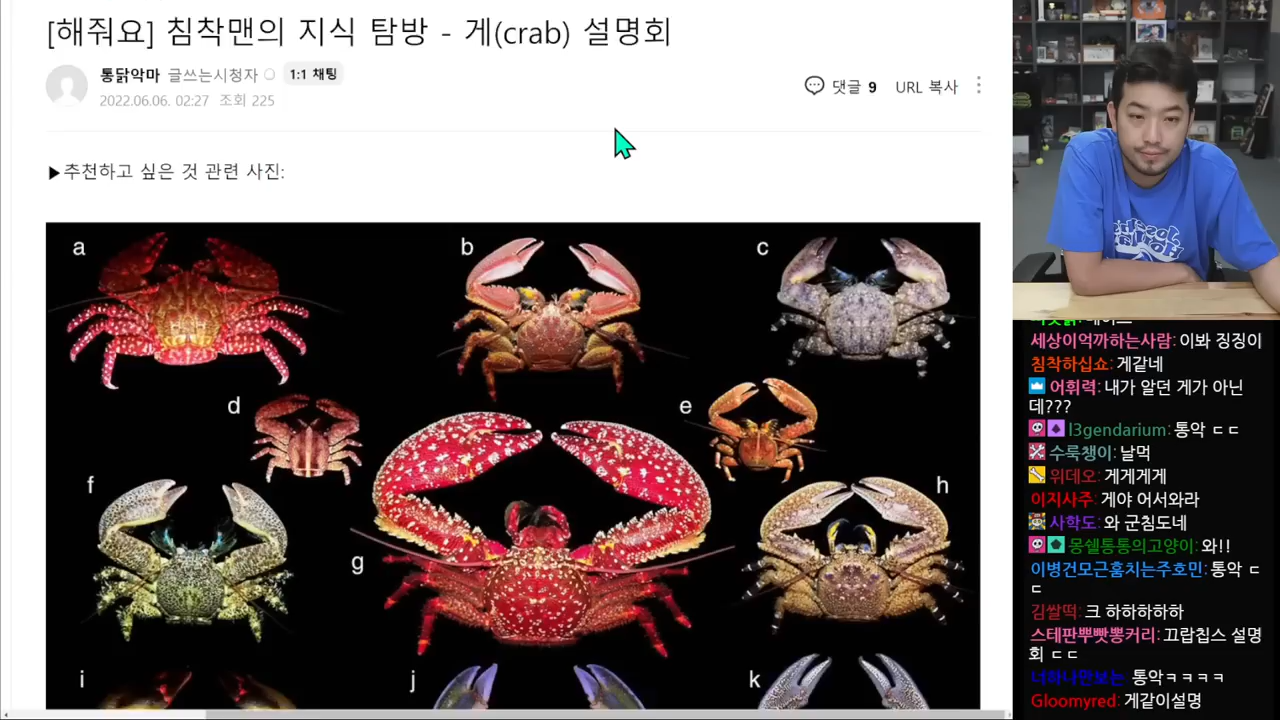 [해줘요] 침착맨의 지식 탐방 - 게(crab) 설명회
통닭악마 글쓰는시청자 1:1 채팅
2022.06.06. 02:27 조회 225
댓글 9 URL 복사
▶추천하고 싶은 것 관련 사진:
a
b
c
d
e
f
g
h
i
j
k
세상이억까하는사람: 이봐 징징이
침착하십쇼: 게같네
어휘력: 내가 알던 게가 아닌
데???
l3gendarium: 통악 ㄷㄷ
수룩챙이: 날먹
위데오: 게게게게
이지사주: 게야 어서와라
사학도: 와 군침도네
몽쉘통통의고양이: 와!!
이병건모근훔치는주호민: 통악 ㄷ
ㄷ
김쌀떡: 크 하하하하하
스테판뿌빳뽕커리: 끄랍칩스 설명
회 ㄷㄷ
너하나만보는: 통악ㅋㅋㅋㅋ
Gloomyred: 게같이설명